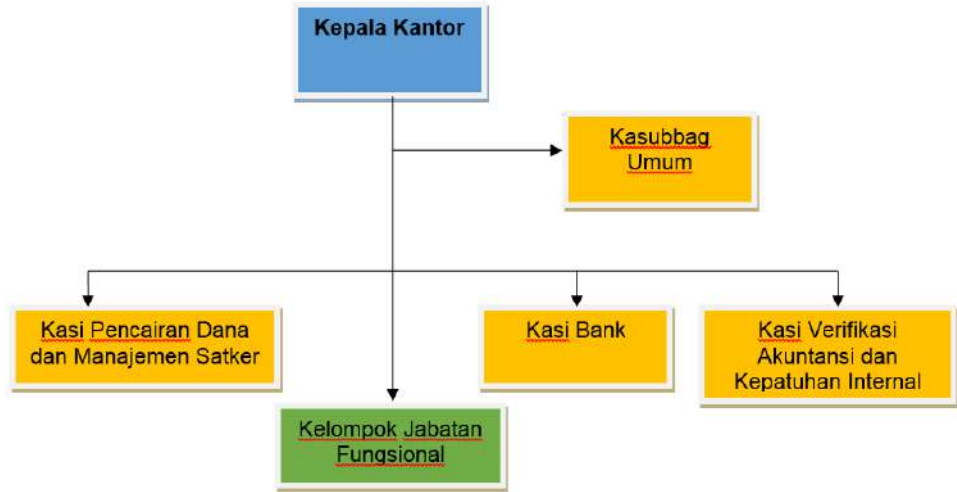 Kepala Kantor
Kasubbag
Umum
Kasi Pencairan Dana
dan Manajemen Satker
Kasi Bank
Kasi Verifikasi
Akuntansi dan
Kepatuhan Internal
Kelompok Jabatan
Fungsional